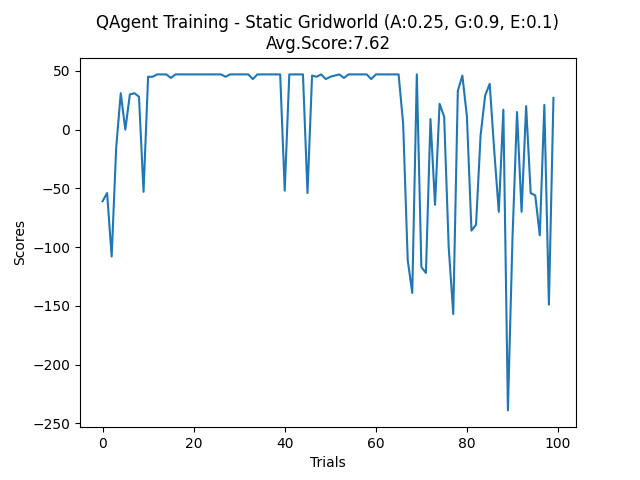 QAgent Training - Static Gridworld (A:0.25, G:0.9, E:0.1)
Avg.Score:7.62
50
0
−50
−100
−150
−200
−250
Scores
0 20 40 60 80 100
Trials